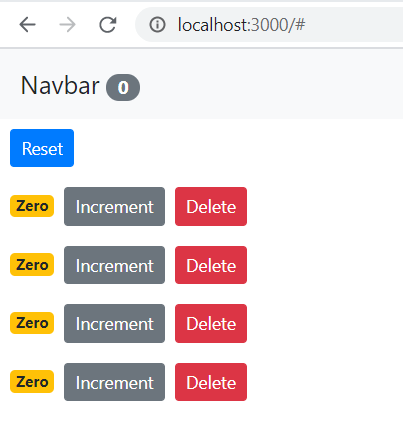 localhost:3000/#
Navbar 0
Reset
Zero Increment Delete
Zero Increment Delete
Zero Increment Delete
Zero Increment Delete